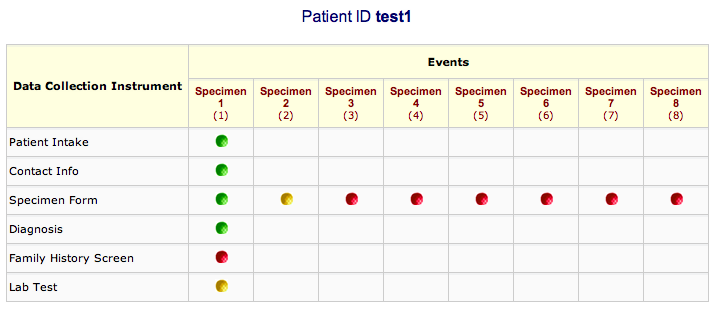 Patient ID test1
Data Collection Instrument
Events
Specimen 1 (1)
Specimen 2 (2)
Specimen 3 (3)
Specimen 4 (4)
Specimen 5 (5)
Specimen 6 (6)
Specimen 7 (7)
Specimen 8 (8)
Patient Intake
Contact Info
Specimen Form
Diagnosis
Family History Screen
Lab Test